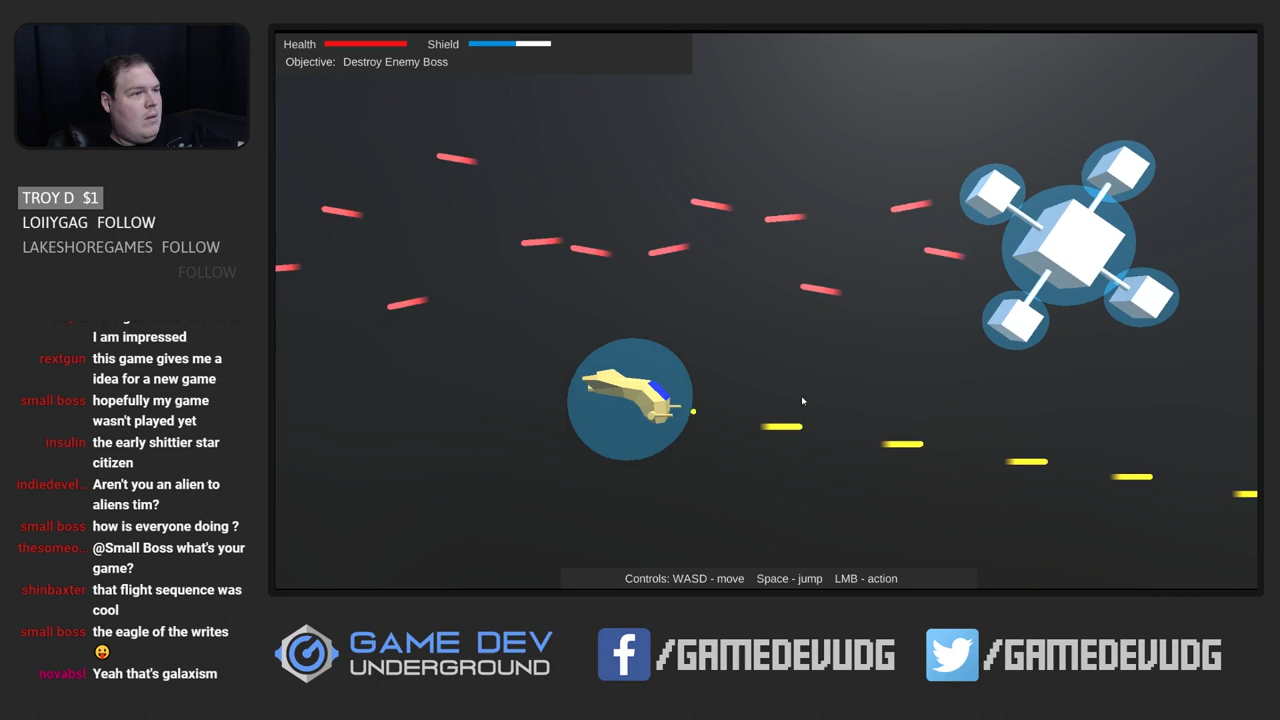 Health Shield
Objective: Destroy Enemy Boss
TROY D $1
LOIIYGAG FOLLOW
LAKESHOREGAMES FOLLOW
FOLLOW
I am impressed
rextgun this game gives me a
idea for a new game
small boss hopefully my game
wasn't played yet
insulin the early shittier star
citizen
indiedevel... Aren't you an alien to
aliens tim?
small boss how is everyone doing ?
thesomeo... @Small Boss what's your
game?
shinbaxter that flight sequence was
cool
small boss the eagle of the writes
😛
novabsl Yeah that's galaxism
Controls: WASD - move Space - jump LMB - action
GAME DEV
UNDERGROUND
/GAMEDEVUDG
/GAMEDEVUDG